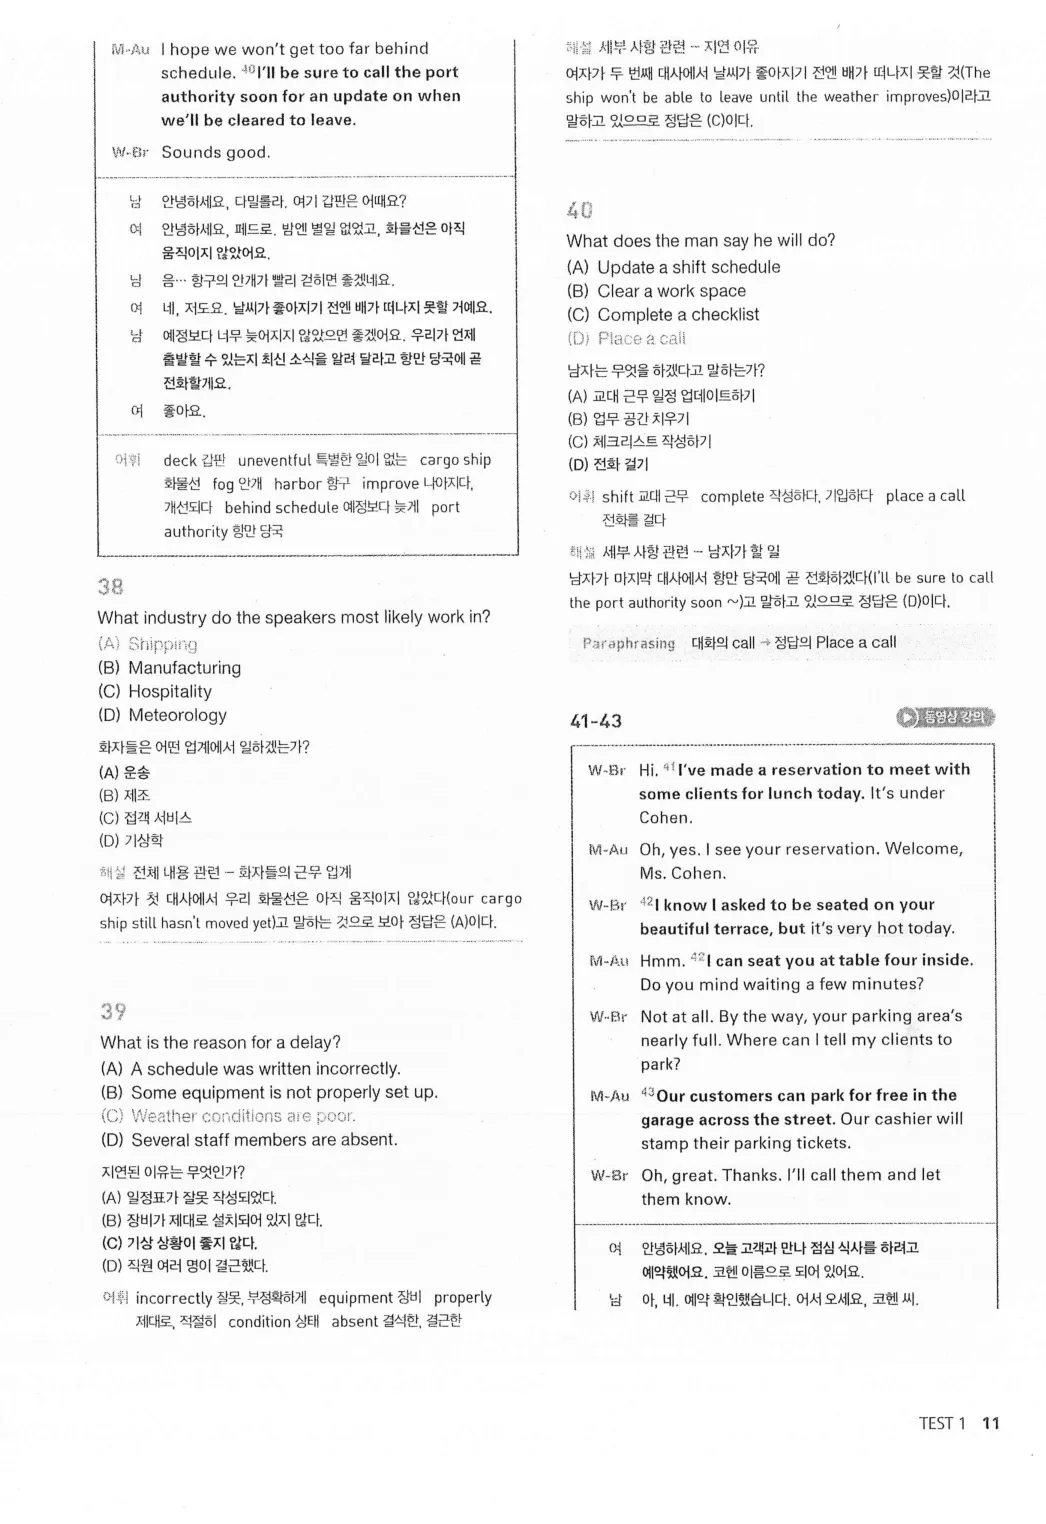 M-Au I hope we won't get too far behind
schedule. 40I'll be sure to call the port
authority soon for an update on when
we'll be cleared to leave.
W-Br Sounds good.
남 안녕하세요, 다밀롤라. 여기 갑판은 어때요?
여 안녕하세요, 페드로. 밤엔 별일 없었고, 화물선은 아직
움직이지 않았어요.
남 음… 항구의 안개가 빨리 걷히면 좋겠네요.
여 네, 저도요. 날씨가 좋아지기 전엔 배가 떠나지 못할 거예요.
남 예정보다 너무 늦어지지 않았으면 좋겠어요. 우리가 언제
출발할 수 있는지 최신 소식을 알려 달라고 항만 당국에 곧
전화할게요.
여 좋아요.
어휘 deck 갑판 uneventful 특별한 일이 없는 cargo ship
화물선 fog 안개 harbor 항구 improve 나아지다,
개선되다 behind schedule 예정보다 늦게 port
authority 항만 당국
38
What industry do the speakers most likely work in?
(A) Shipping
(B) Manufacturing
(C) Hospitality
(D) Meteorology
화자들은 어떤 업계에서 일하겠는가?
(A) 운송
(B) 제조
(C) 접객 서비스
(D) 기상학
해설 전체 내용 관련 – 화자들의 근무 업계
여자가 첫 대사에서 우리 화물선은 아직 움직이지 않았다(our cargo
ship still hasn't moved yet)고 말하는 것으로 보아 정답은 (A)이다.
39
What is the reason for a delay?
(A) A schedule was written incorrectly.
(B) Some equipment is not properly set up.
(C) Weather conditions are poor.
(D) Several staff members are absent.
지연된 이유는 무엇인가?
(A) 일정표가 잘못 작성되었다.
(B) 장비가 제대로 설치되어 있지 않다.
(C) 기상 상황이 좋지 않다.
(D) 직원 여러 명이 결근했다.
어휘 incorrectly 잘못, 부정확하게 equipment 장비 properly
제대로, 적절히 condition 상태 absent 결석한, 결근한
해설 세부 사항 관련 – 지연 이유
여자가 두 번째 대사에서 날씨가 좋아지기 전엔 배가 떠나지 못할 것(The
ship won't be able to leave until the weather improves)이라고
말하고 있으므로 정답은 (C)이다.
40
What does the man say he will do?
(A) Update a shift schedule
(B) Clear a work space
(C) Complete a checklist
(D) Place a call
남자는 무엇을 하겠다고 말하는가?
(A) 교대 근무 일정 업데이트하기
(B) 업무 공간 치우기
(C) 체크리스트 작성하기
(D) 전화 걸기
어휘 shift 교대 근무 complete 작성하다, 기입하다 place a call
전화를 걸다
해설 세부 사항 관련 – 남자가 할 일
남자가 마지막 대사에서 항만 당국에 곧 전화하겠다(I'll be sure to call
the port authority soon ~)고 말하고 있으므로 정답은 (D)이다.
Paraphrasing 대화의 call → 정답의 Place a call
41-43 동영상 강의
W-Br Hi. 41I've made a reservation to meet with
some clients for lunch today. It's under
Cohen.
M-Au Oh, yes. I see your reservation. Welcome,
Ms. Cohen.
W-Br 42I know I asked to be seated on your
beautiful terrace, but it's very hot today.
M-Au Hmm. 42I can seat you at table four inside.
Do you mind waiting a few minutes?
W-Br Not at all. By the way, your parking area's
nearly full. Where can I tell my clients to
park?
M-Au 43Our customers can park for free in the
garage across the street. Our cashier will
stamp their parking tickets.
W-Br Oh, great. Thanks. I'll call them and let
them know.
여 안녕하세요. 오늘 고객과 만나 점심 식사를 하려고
예약했어요. 코헨 이름으로 되어 있어요.
남 아, 네. 예약 확인했습니다. 어서 오세요, 코헨 씨.
TEST 1 11